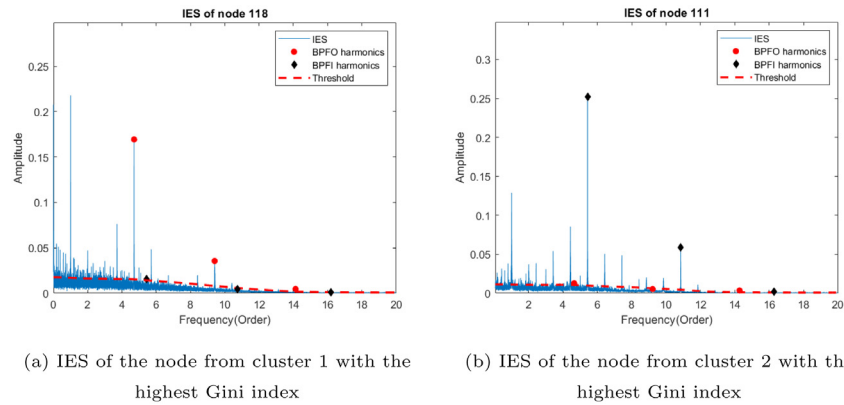 IES of node 118
IES
BPFO harmonics
BPFI harmonics
Threshold
0.25
0.2
0.15
0.1
0.05
0
Amplitude
0 2 4 6 8 10 12 14 16 18 20
Frequency(Order)
(a) IES of the node from cluster 1 with the
highest Gini index
IES of node 111
IES
BPFO harmonics
BPFI harmonics
Threshold
0.3
0.25
0.2
0.15
0.1
0.05
0
Amplitude
0 2 4 6 8 10 12 14 16 18 20
Frequency(Order)
(b) IES of the node from cluster 2 with th
highest Gini index